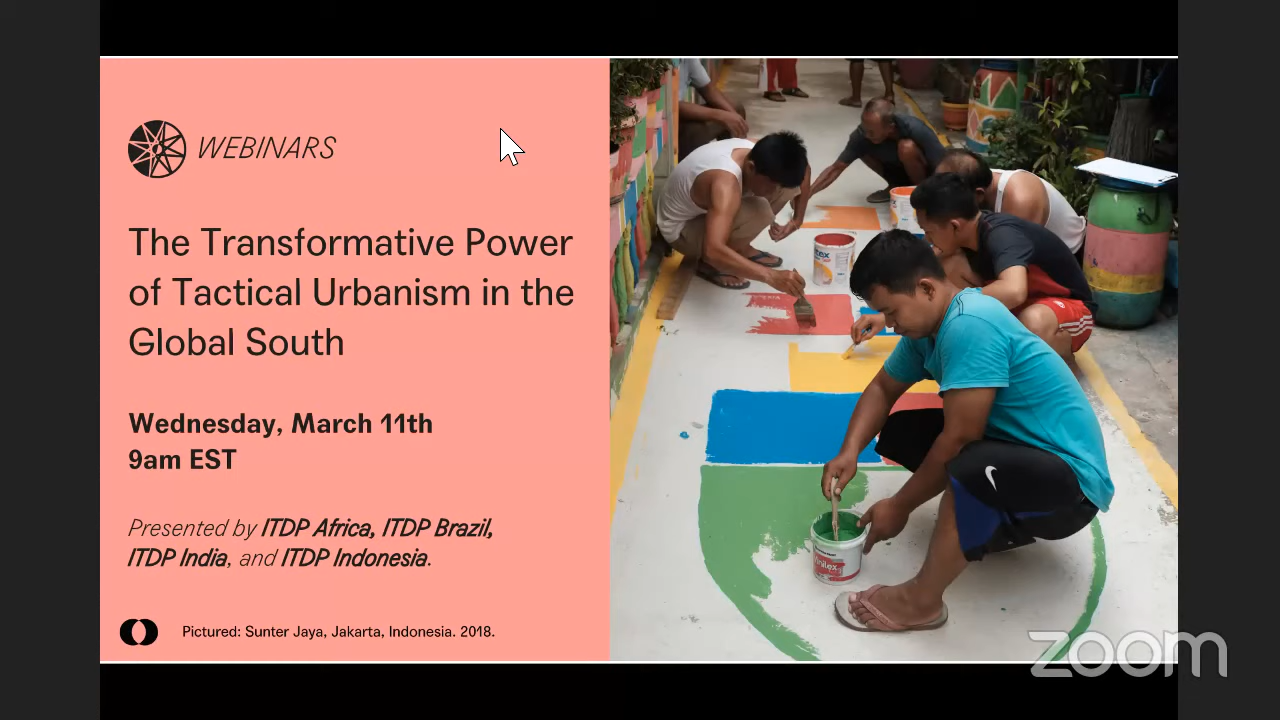 WEBINARS
The Transformative Power
of Tactical Urbanism in the
Global South
Wednesday, March 11th
9am EST
Presented by ITDP Africa, ITDP Brazil,
ITDP India, and ITDP Indonesia.
Pictured: Sunter Jaya, Jakarta, Indonesia. 2018.
Vinilex
zoom